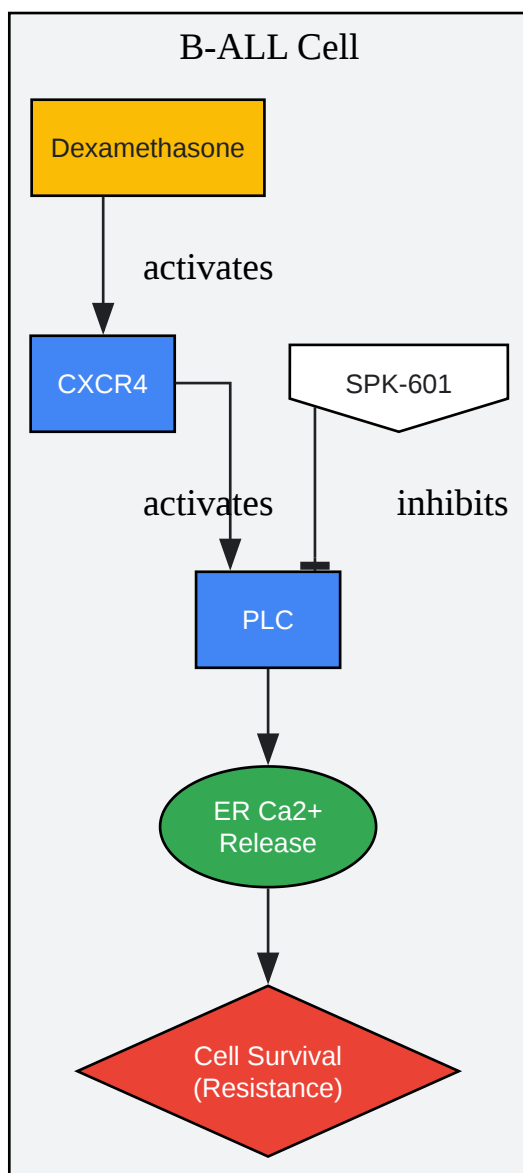 B-ALL Cell
Dexamethasone
activates
CXCR4
SPK-601
activates
inhibits
PLC
ER Ca2+
Release
Cell Survival
(Resistance)